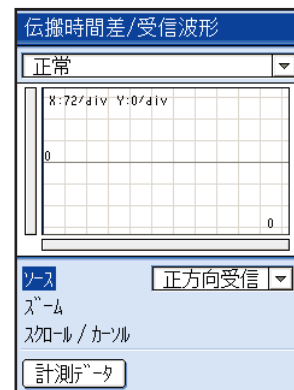 伝搬時間差/受信波形
正常
X:72/div Y:0/div
0
0
ソース 正方向受信
ズーム
スクロール / カーソル
計測データ